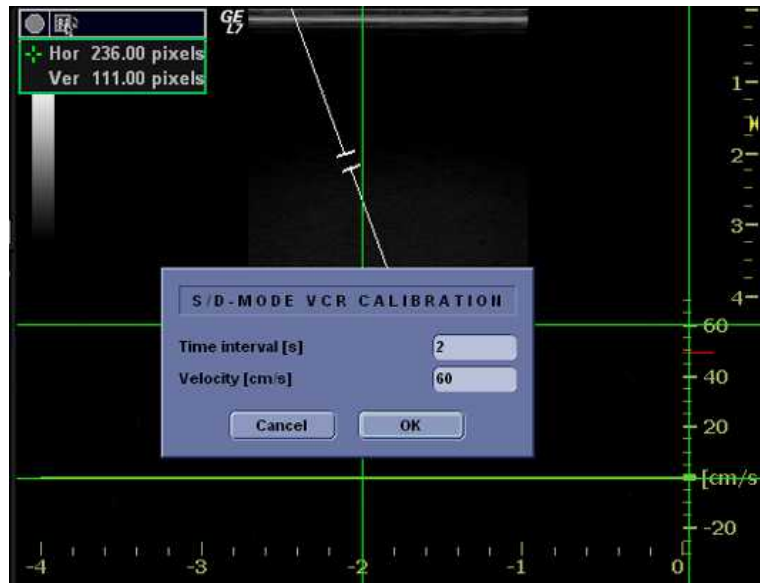 GE
L7
Hor 236.00 pixels
Ver 111.00 pixels
1
2
3
4
S/D-MODE VCR CALIBRATION
Time interval [s] 2
Velocity [cm/s] 60
Cancel OK
60
40
20
[cm/s
-20
-4 -3 -2 -1 0